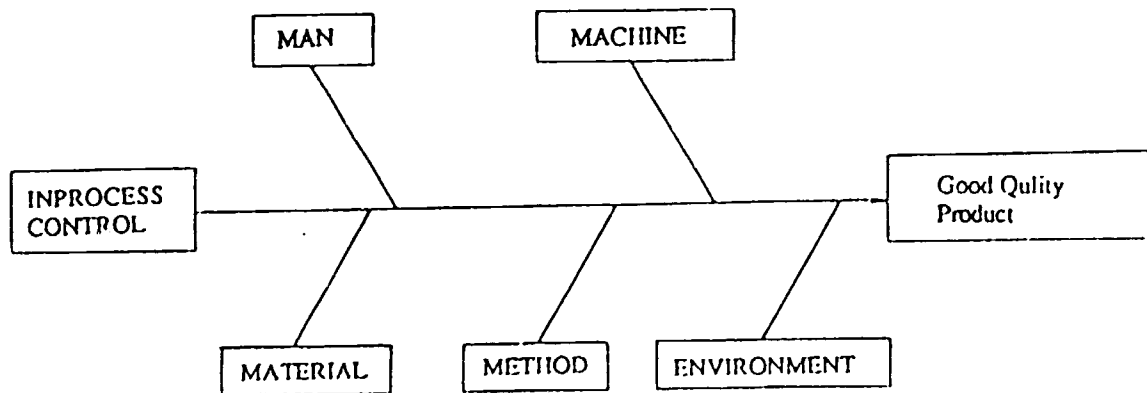 MAN
MACHINE
INPROCESS
CONTROL
Good Qulity
Product
MATERIAL
METHOD
ENVIRONMENT